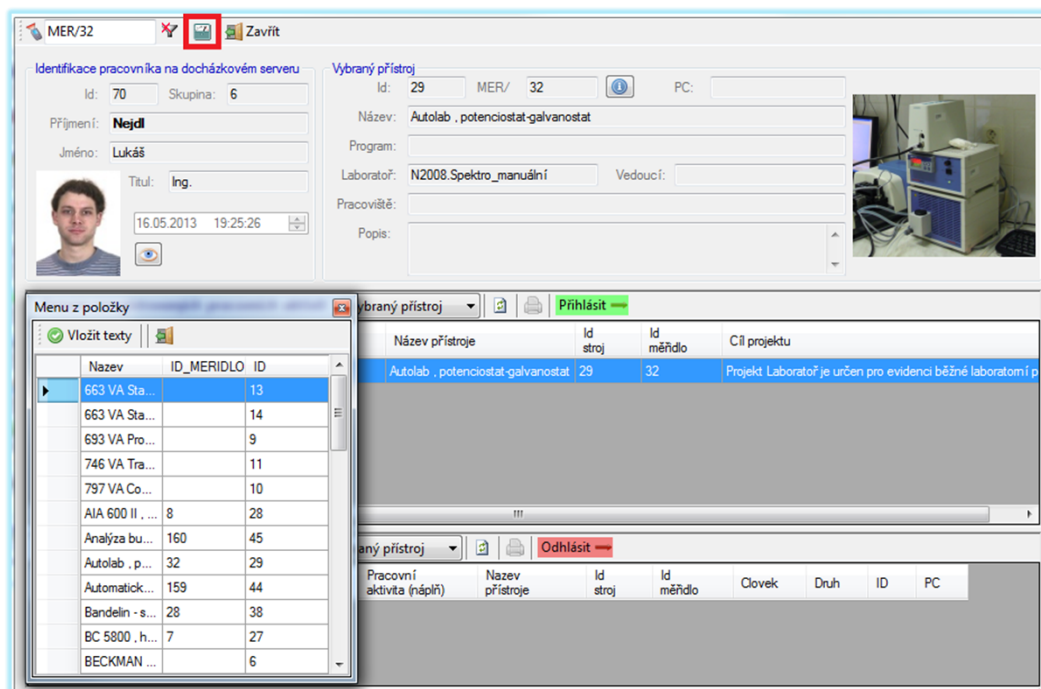 MER/32 Zavřít
Identifikace pracovníka na docházkovém serveru
Id: 70 Skupina: 6
Příjmení: Nejdl
Jméno: Lukáš
Titul: Ing.
16.05.2013 19:25:26
Vybraný přístroj
Id: 29 MER/ 32 PC:
Název: Autolab , potenciostat-galvanostat
Program:
Laboratoř: N2008.Spektro_manuální Vedoucí:
Pracoviště:
Popis:
Menu z položky
Vložit texty
Nazev ID_MERIDLO ID
663 VA Sta... 13
663 VA Sta... 14
693 VA Pro... 9
746 VA Tra... 11
797 VA Co... 10
AIA 600 II , ... 8 28
Analýza bu... 160 45
Autolab , p... 32 29
Automatick... 159 44
Bandelin - s... 28 38
BC 5800 , h... 7 27
BECKMAN ... 6
ybraný přístroj Přihlásit
Název přístroje Id stroj Id měřidlo Cíl projektu
Autolab , potenciostat-galvanostat 29 32 Projekt Laboratoř je určen pro evidenci běžné laboratorní p
aný přístroj Odhlásit
Pracovní aktivita (náplň) Nazev přístroje Id stroj Id měřidlo Clovek Druh ID PC